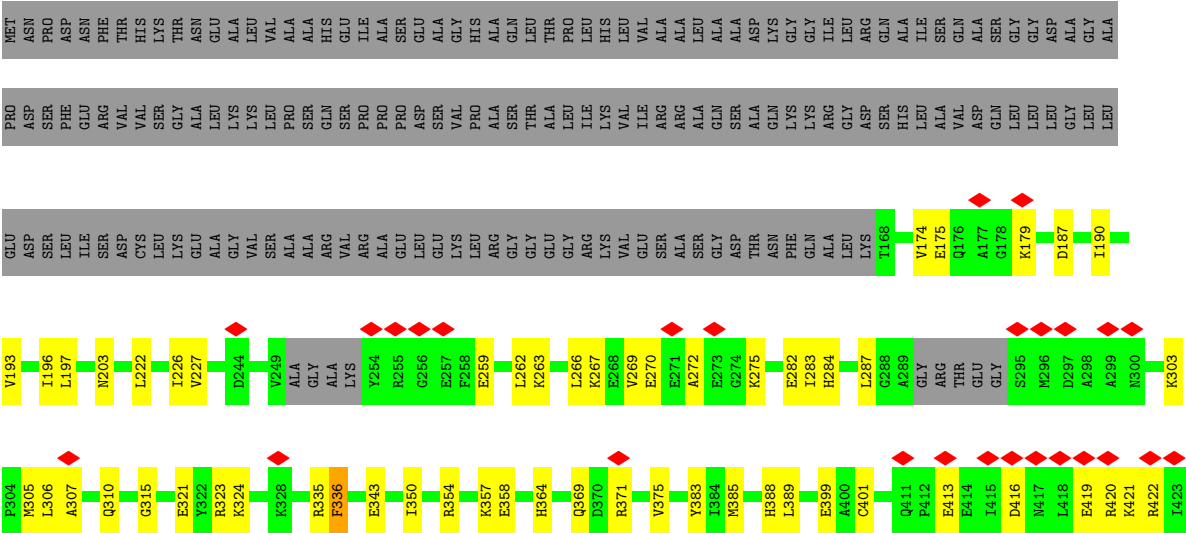 MET ASN PRO ASP ASN PHE THR HIS LYS THR ASN GLU ALA LEU VAL ALA ALA HIS GLU ILE ALA SER GLU ALA GLY HIS ALA GLN LEU THR PRO LEU HIS LEU VAL ALA ALA LEU ALA ALA ASP LYS GLY GLY ILE LEU ARG GLN ALA ILE SER GLN ALA SER GLY GLY ASP ALA GLY ALA
PRO ASP SER PHE GLU ARG VAL VAL SER GLY ALA LEU LYS LYS LEU PRO SER GLN SER PRO PRO PRO ASP SER VAL PRO ALA SER THR ALA LEU ILE LYS VAL ILE ARG ARG ALA GLN SER ALA GLN LYS LYS ARG GLY ASP SER HIS LEU ALA VAL ASP GLN LEU LEU LEU GLY LEU LEU
GLU ASP SER LEU ILE SER ASP CYS LEU LYS GLU ALA GLY VAL SER ALA ALA ARG VAL ARG ALA GLU LEU GLU LYS LEU ARG GLY GLY GLU GLY ARG LYS VAL GLU SER ALA SER GLY ASP THR ASN PHE GLN ALA LEU LYS T168 V174 E175 Q176 A177 G178 K179 D187 I190
V193 I196 L197 N203 L222 I226 V227 D244 V249 ALA GLY ALA LYS Y254 R255 G256 E257 F258 E259 L262 K263 L266 K267 E268 V269 E270 E271 A272 E273 G274 K275 E282 I283 H284 L287 G288 A289 GLY ARG THR GLU GLY S295 M296 D297 A298 A299 N300 K303
P304 M305 L306 A307 Q310 G315 E321 Y322 R323 K324 K328 R335 F336 E343 I350 R354 K357 E358 H364 Q369 D370 R371 V375 Y383 I384 M385 H388 L389 E399 A400 C401 Q411 P412 E413 E414 I415 D416 N417 L418 E419 R420 K421 R422 I423